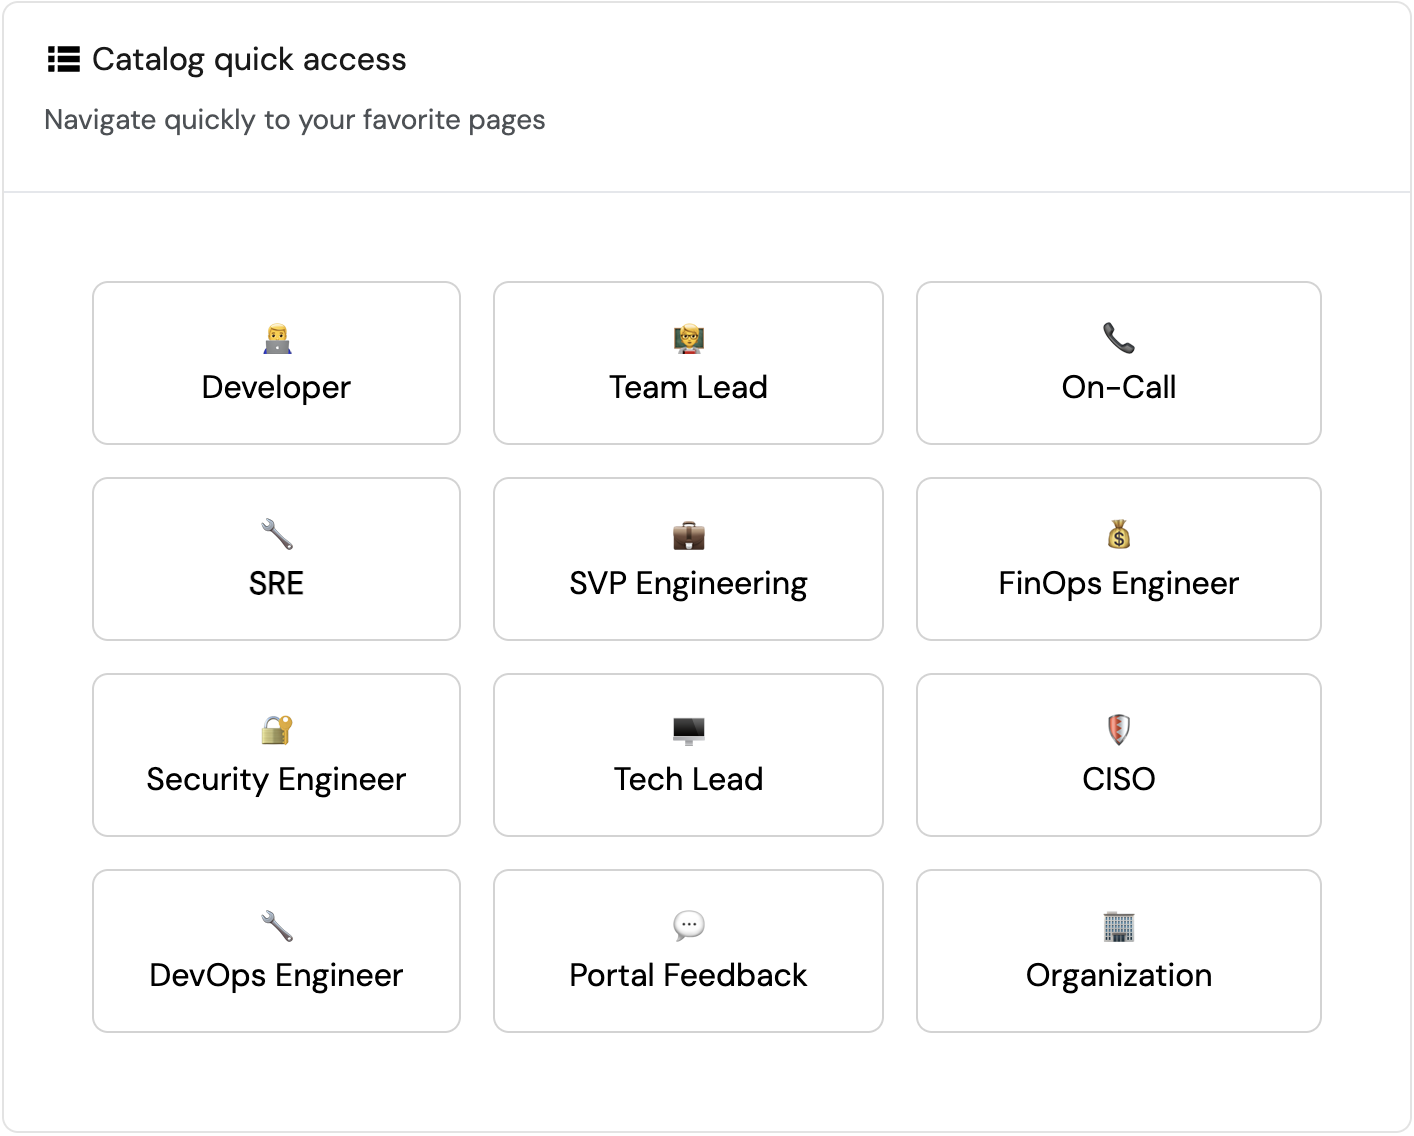 Catalog quick access
Navigate quickly to your favorite pages
Developer
Team Lead
On-Call
SRE
SVP Engineering
FinOps Engineer
Security Engineer
Tech Lead
CISO
DevOps Engineer
Portal Feedback
Organization